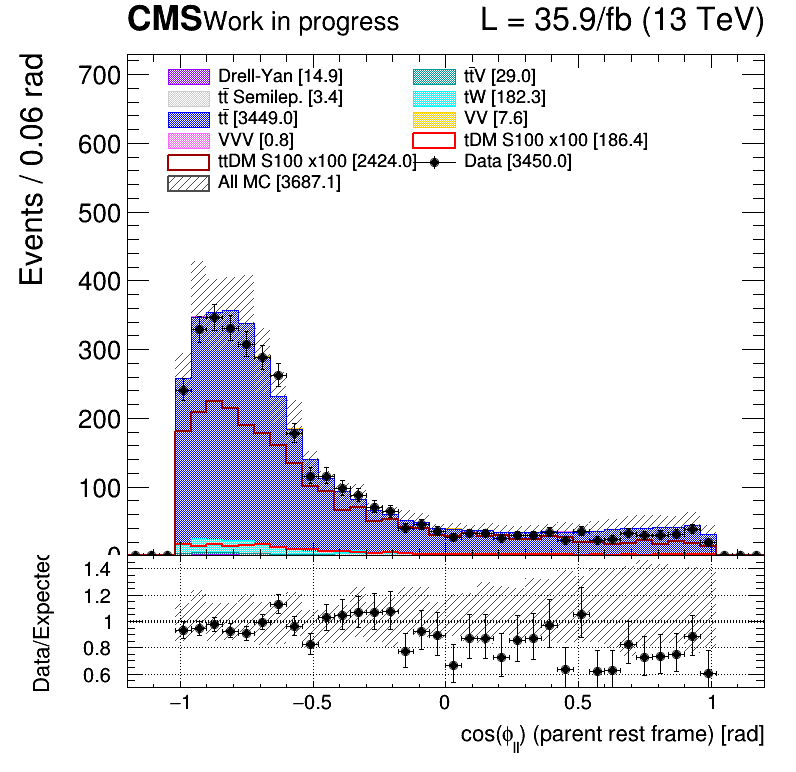 CMS Work in progress L = 35.9/fb (13 TeV)
Events / 0.06 rad
700
600
500
400
300
200
100
0
Drell-Yan [14.9] tt̄V [29.0]
tt̄ Semilep. [3.4] tW [182.3]
tt̄ [3449.0] VV [7.6]
VVV [0.8] tDM S100 x100 [186.4]
ttDM S100 x100 [2424.0] Data [3450.0]
All MC [3687.1]
Data/Expected
1.4
1.2
1
0.8
0.6
−1 −0.5 0 0.5 1
cos(ϕ_ll) (parent rest frame) [rad]